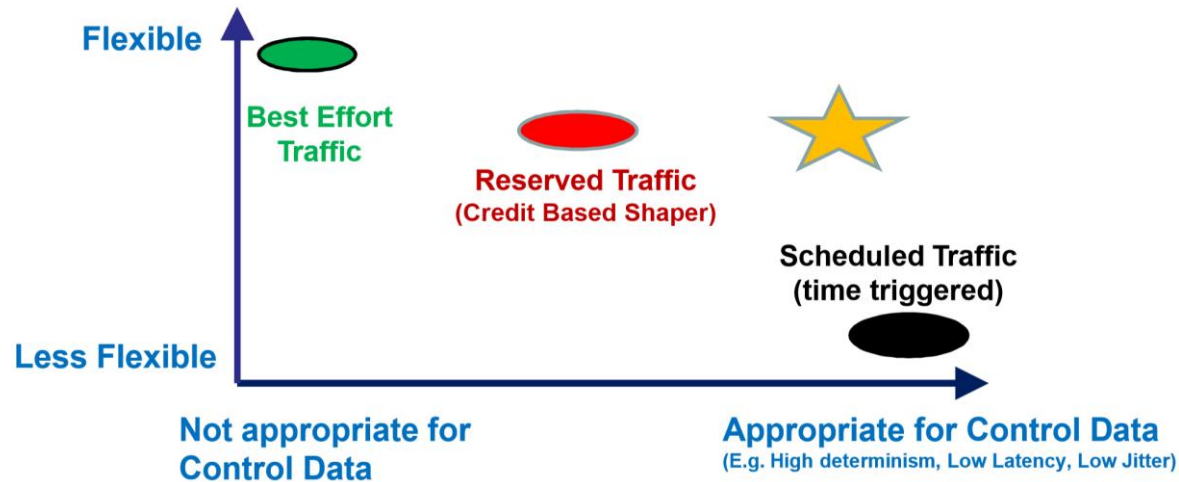 Flexible
Best Effort
Traffic
Reserved Traffic
(Credit Based Shaper)
Scheduled Traffic
(time triggered)
Less Flexible
Not appropriate for
Control Data
Appropriate for Control Data
(E.g. High determinism, Low Latency, Low Jitter)